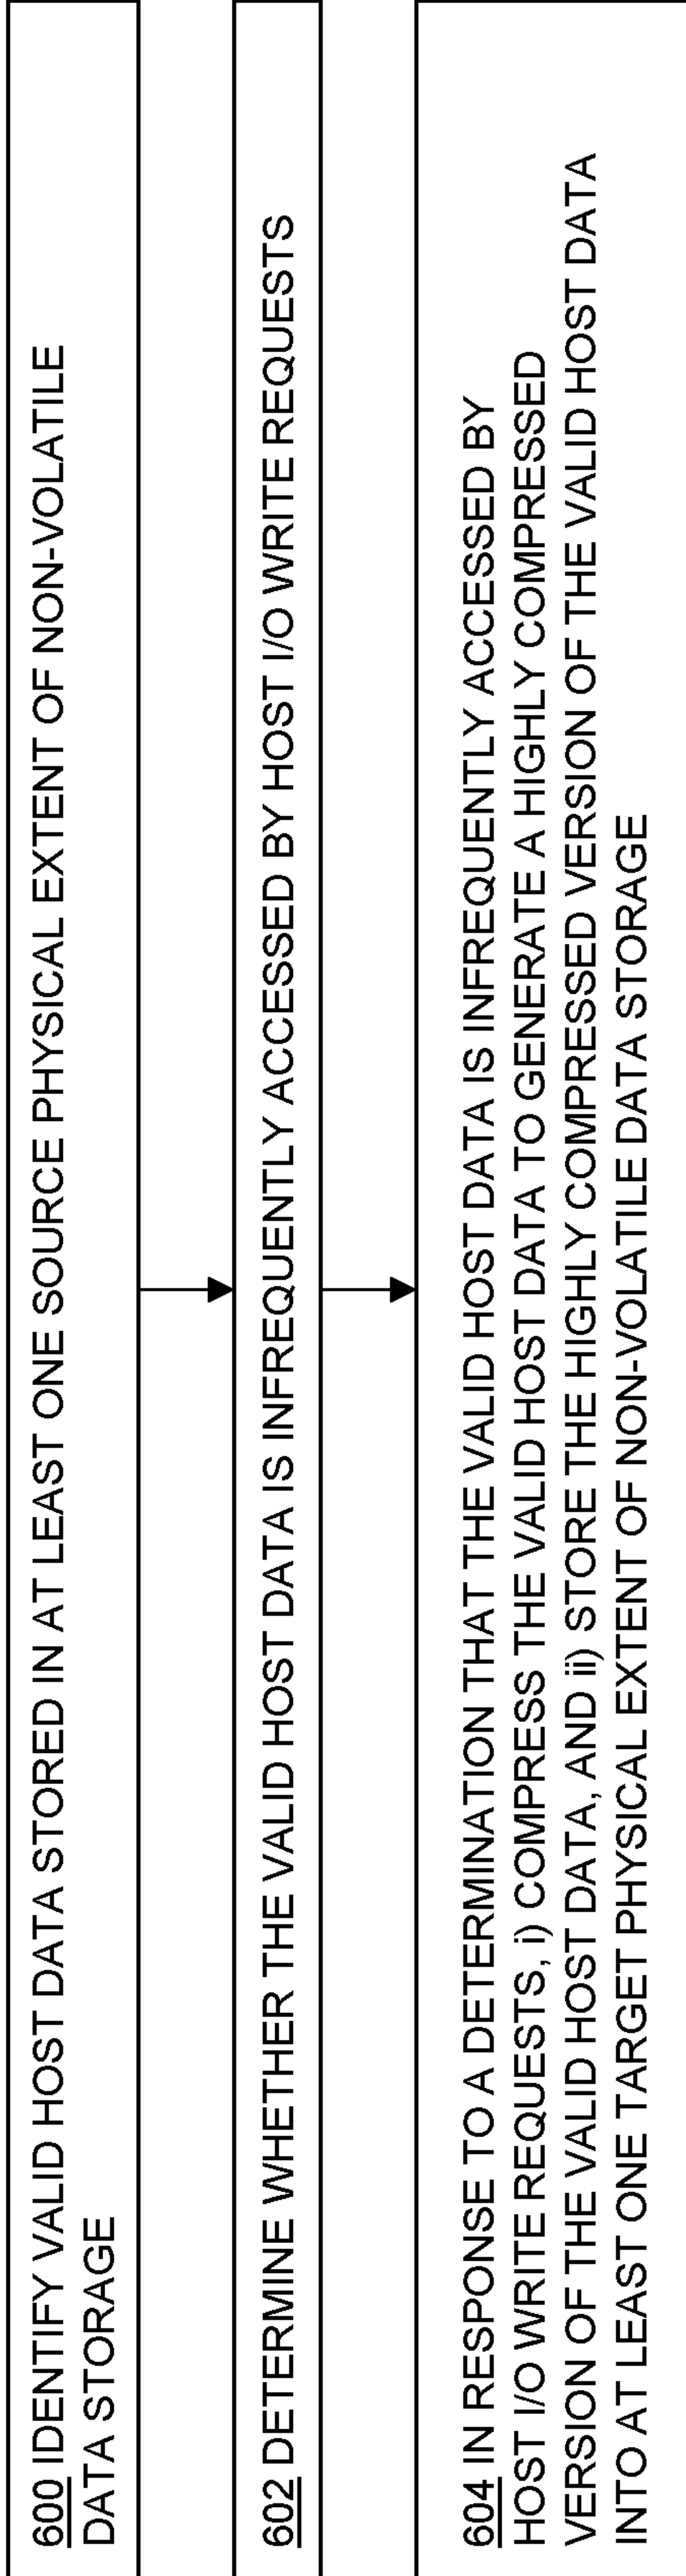 600 IDENTIFY VALID HOST DATA STORED IN AT LEAST ONE SOURCE PHYSICAL EXTENT OF NON-VOLATILE
DATA STORAGE
602 DETERMINE WHETHER THE VALID HOST DATA IS INFREQUENTLY ACCESSED BY HOST I/O WRITE REQUESTS
604 IN RESPONSE TO A DETERMINATION THAT THE VALID HOST DATA IS INFREQUENTLY ACCESSED BY
HOST I/O WRITE REQUESTS, i) COMPRESS THE VALID HOST DATA TO GENERATE A HIGHLY COMPRESSED
VERSION OF THE VALID HOST DATA, AND ii) STORE THE HIGHLY COMPRESSED VERSION OF THE VALID HOST DATA
INTO AT LEAST ONE TARGET PHYSICAL EXTENT OF NON-VOLATILE DATA STORAGE